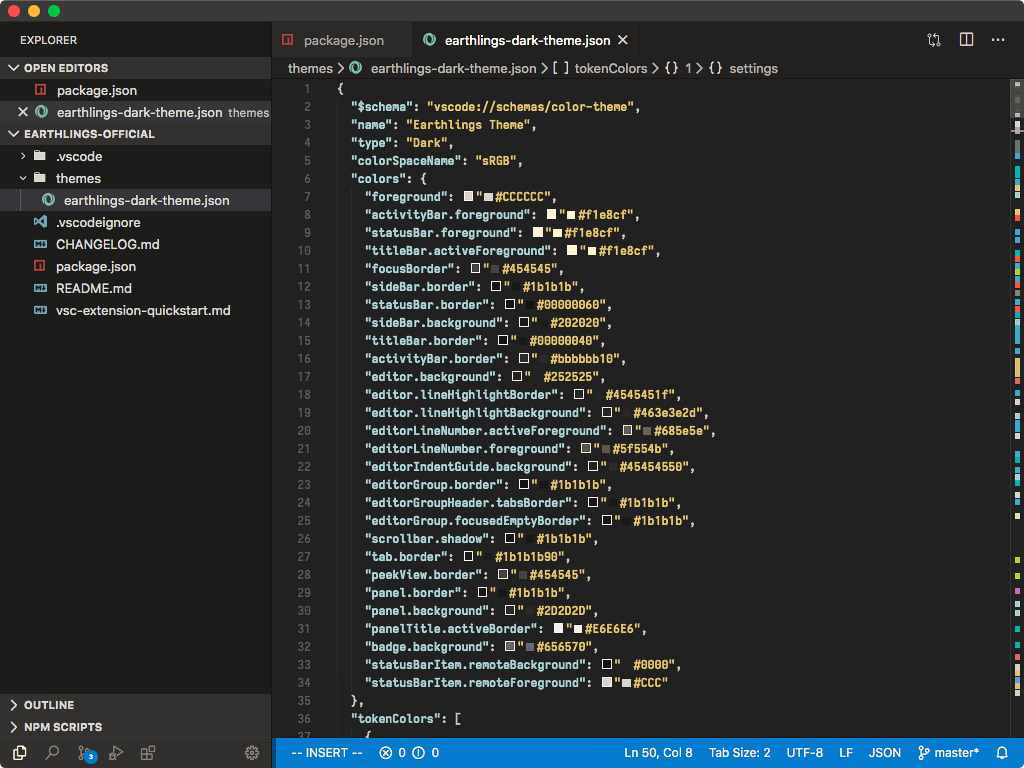 EXPLORER
OPEN EDITORS
package.json
earthlings-dark-theme.json themes
EARTHLINGS-OFFICIAL
.vscode
themes
earthlings-dark-theme.json
.vscodeignore
CHANGELOG.md
package.json
README.md
vsc-extension-quickstart.md
OUTLINE
NPM SCRIPTS
3
package.json
earthlings-dark-theme.json
themes > earthlings-dark-theme.json > [ ] tokenColors > {} 1 > {} settings
1 {
2 "$schema": "vscode://schemas/color-theme",
3 "name": "Earthlings Theme",
4 "type": "Dark",
5 "colorSpaceName": "sRGB",
6 "colors": {
7 "foreground": "#CCCCCC",
8 "activityBar.foreground": "#f1e8cf",
9 "statusBar.foreground": "#f1e8cf",
10 "titleBar.activeForeground": "#f1e8cf",
11 "focusBorder": "#454545",
12 "sideBar.border": "#1b1b1b",
13 "statusBar.border": "#00000060",
14 "sideBar.background": "#202020",
15 "titleBar.border": "#00000040",
16 "activityBar.border": "#bbbbbb10",
17 "editor.background": "#252525",
18 "editor.lineHighlightBorder": "#4545451f",
19 "editor.lineHighlightBackground": "#463e3e2d",
20 "editorLineNumber.activeForeground": "#685e5e",
21 "editorLineNumber.foreground": "#5f554b",
22 "editorIndentGuide.background": "#45454550",
23 "editorGroup.border": "#1b1b1b",
24 "editorGroupHeader.tabsBorder": "#1b1b1b",
25 "editorGroup.focusedEmptyBorder": "#1b1b1b",
26 "scrollbar.shadow": "#1b1b1b",
27 "tab.border": "#1b1b1b90",
28 "peekView.border": "#454545",
29 "panel.border": "#1b1b1b",
30 "panel.background": "#2D2D2D",
31 "panelTitle.activeBorder": "#E6E6E6",
32 "badge.background": "#656570",
33 "statusBarItem.remoteBackground": "#0000",
34 "statusBarItem.remoteForeground": "#CCC"
35 },
36 "tokenColors": [
37 {
-- INSERT -- 0 0 Ln 50, Col 8 Tab Size: 2 UTF-8 LF JSON master*